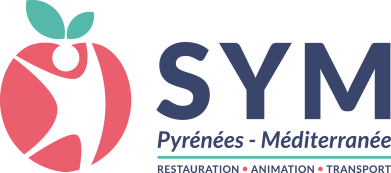 SYM
Pyrénées - Méditerranée
RESTAURATION • ANIMATION • TRANSPORT